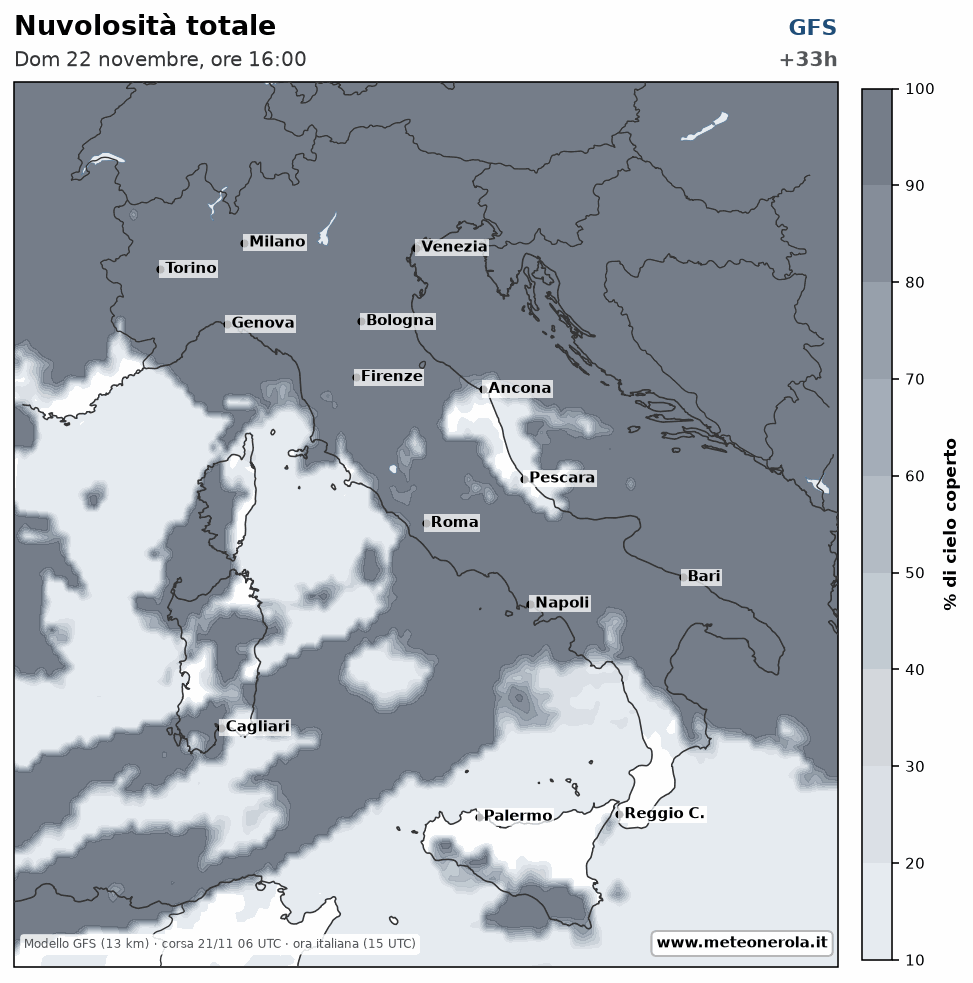 Nuvolosità totale
GFS
Dom 22 novembre, ore 16:00
+33h
Milano
Venezia
Torino
Genova
Bologna
Firenze
Ancona
Pescara
Roma
Bari
Napoli
Cagliari
Palermo
Reggio C.
100
90
80
70
60
50
40
30
20
10
% di cielo coperto
Modello GFS (13 km) · corsa 21/11 06 UTC · ora italiana (15 UTC)
www.meteonerola.it